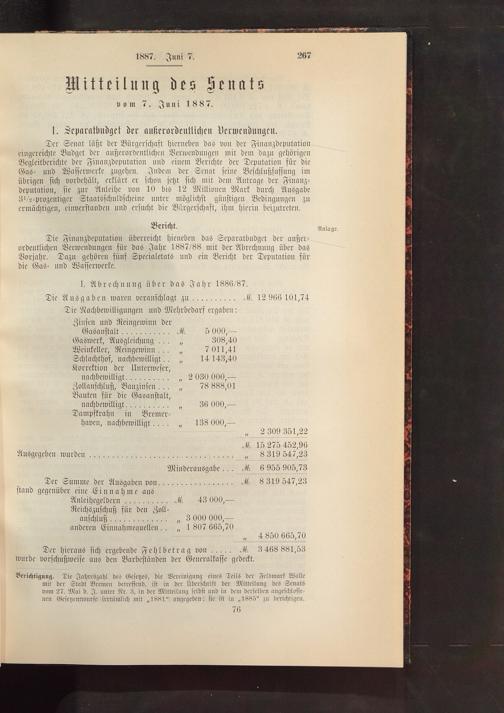 1887. Juni 7.
267
Mitteilung des Senats
vom 7. Juni 1887.
I. Separatbudget der außerordentlichen Verwendungen.
Der Senat läßt der Bürgerschaft hierneben das von der Finanzdeputation
eingereichte Budget der außerordentlichen Verwendungen mit dem dazu gehörigen
Begleitberichte der Finanzdeputation und einem Berichte der Deputation für die
Gas- und Wasserwerke zugehen. Indem der Senat seine Beschlußfassung im
übrigen sich vorbehält, erklärt er schon jetzt sich mit dem Antrage der Finanz-
deputation, sie zur Anleihe von 10 bis 12 Millionen Mark durch Ausgabe
3½-prozentiger Staatsschuldscheine unter möglichst günstigen Bedingungen zu
ermächtigen, einverstanden und ersucht die Bürgerschaft, ihm hierin beizutreten.
Bericht.
Anlage.
Die Finanzdeputation überreicht hieneben das Separatbudget der außer-
ordentlichen Verwendungen für das Jahr 1887/88 mit der Abrechnung über das
Vorjahr. Dazu gehören fünf Specialetats und ein Bericht der Deputation für
die Gas- und Wasserwerke.
I. Abrechnung über das Jahr 1886/87.
Die Ausgaben waren veranschlagt zu .......... M. 12 966 101,74
Die Nachbewilligungen und Mehrbedarf ergaben:
Zinsen und Reingewinn der
Gasanstalt ........... M. 5 000,—
Gaswerk, Ausgleichung ... „ 308,40
Weinkeller, Reingewinn ... „ 7 011,41
Schlachthof, nachbewilligt .. „ 14 143,40
Korrektion der Unterweser,
nachbewilligt.......... „ 2 030 000,—
Zollanschluß, Bauzinsen ... „ 78 888,01
Bauten für die Gasanstalt,
nachbewilligt.......... „ 36 000,—
Dampfkrahn in Bremer-
haven, nachbewilligt .... „ 138 000,—
„ 2 309 351,22
M. 15 275 452,96
Ausgegeben wurden ................................ „ 8 319 547,23
Minderausgabe ... M. 6 955 905,73
Der Summe der Ausgaben von................. M. 8 319 547,23
stand gegenüber eine Einnahme aus
Anleihegeldern .......... M. 43 000,—
Reichszuschuß für den Zoll-
anschluß ............. „ 3 000 000,—
anderen Einnahmequellen .. „ 1 807 665,70
„ 4 850 665,70
Der hieraus sich ergebende Fehlbetrag von ..... M. 3 468 881,53
wurde vorschußweise aus den Barbeständen der Generalkasse gedeckt.
Berichtigung. Die Jahrszahl des Gesetzes, die Vereinigung eines Teils der Feldmark Walle
mit der Stadt Bremen betreffend, ist in der Überschrift der Mitteilung des Senats
vom 27. Mai d. J. unter Nr. 3, in der Mitteilung selbst und in dem derselben angeschlosse-
nen Gesetzentwurfe irrtümlich mit „1881“ angegeben; sie ist in „1885“ zu berichtigen.
76